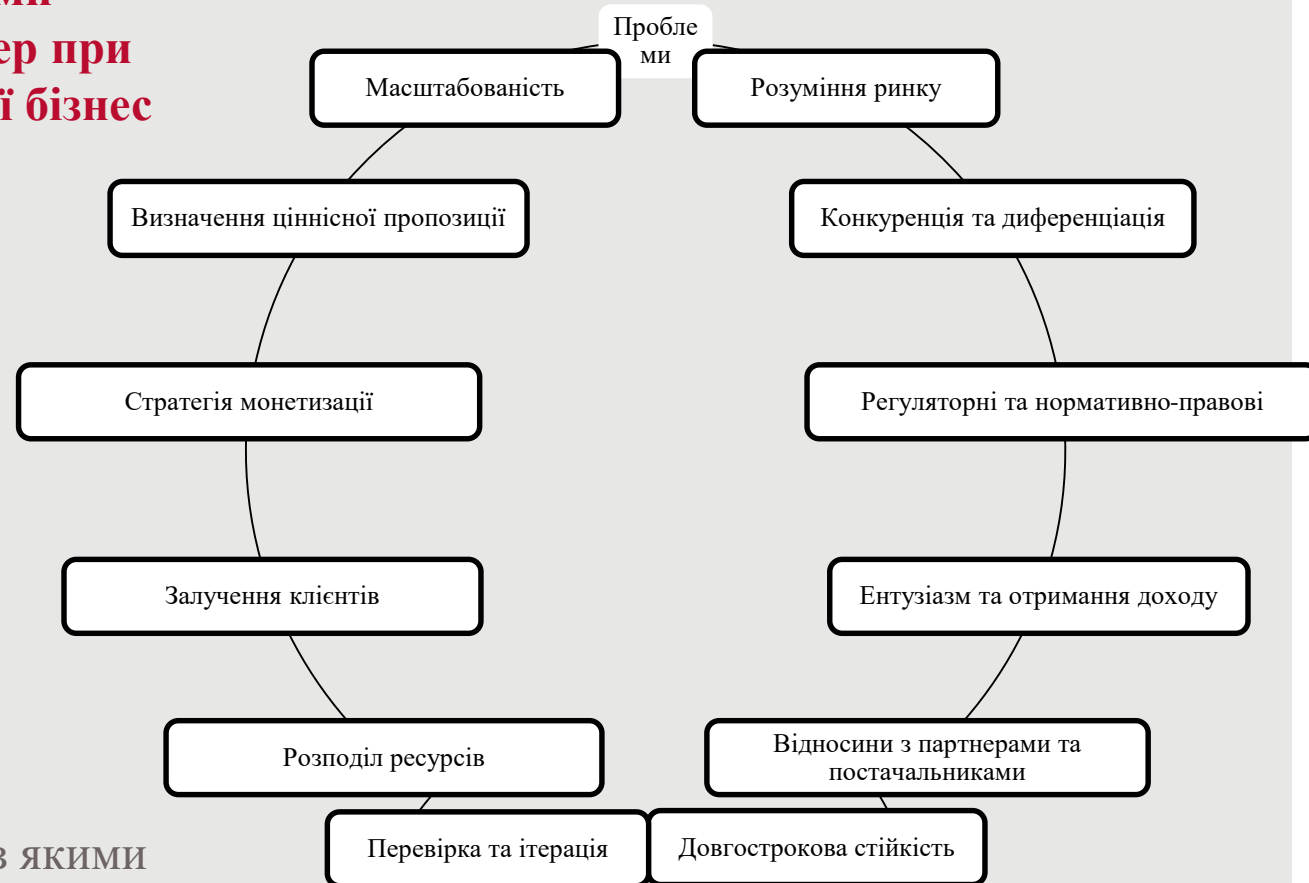 ми
ер при
ї бізнес
Пробле
ми
Розуміння ринку
Конкуренція та диференціація
Регуляторні та нормативно-правові
Ентузіазм та отримання доходу
Відносини з партнерами та
постачальниками
Довгострокова стійкість
Перевірка та ітерація
Розподіл ресурсів
Залучення клієнтів
Стратегія монетизації
Визначення ціннісної пропозиції
Масштабованість
з якими